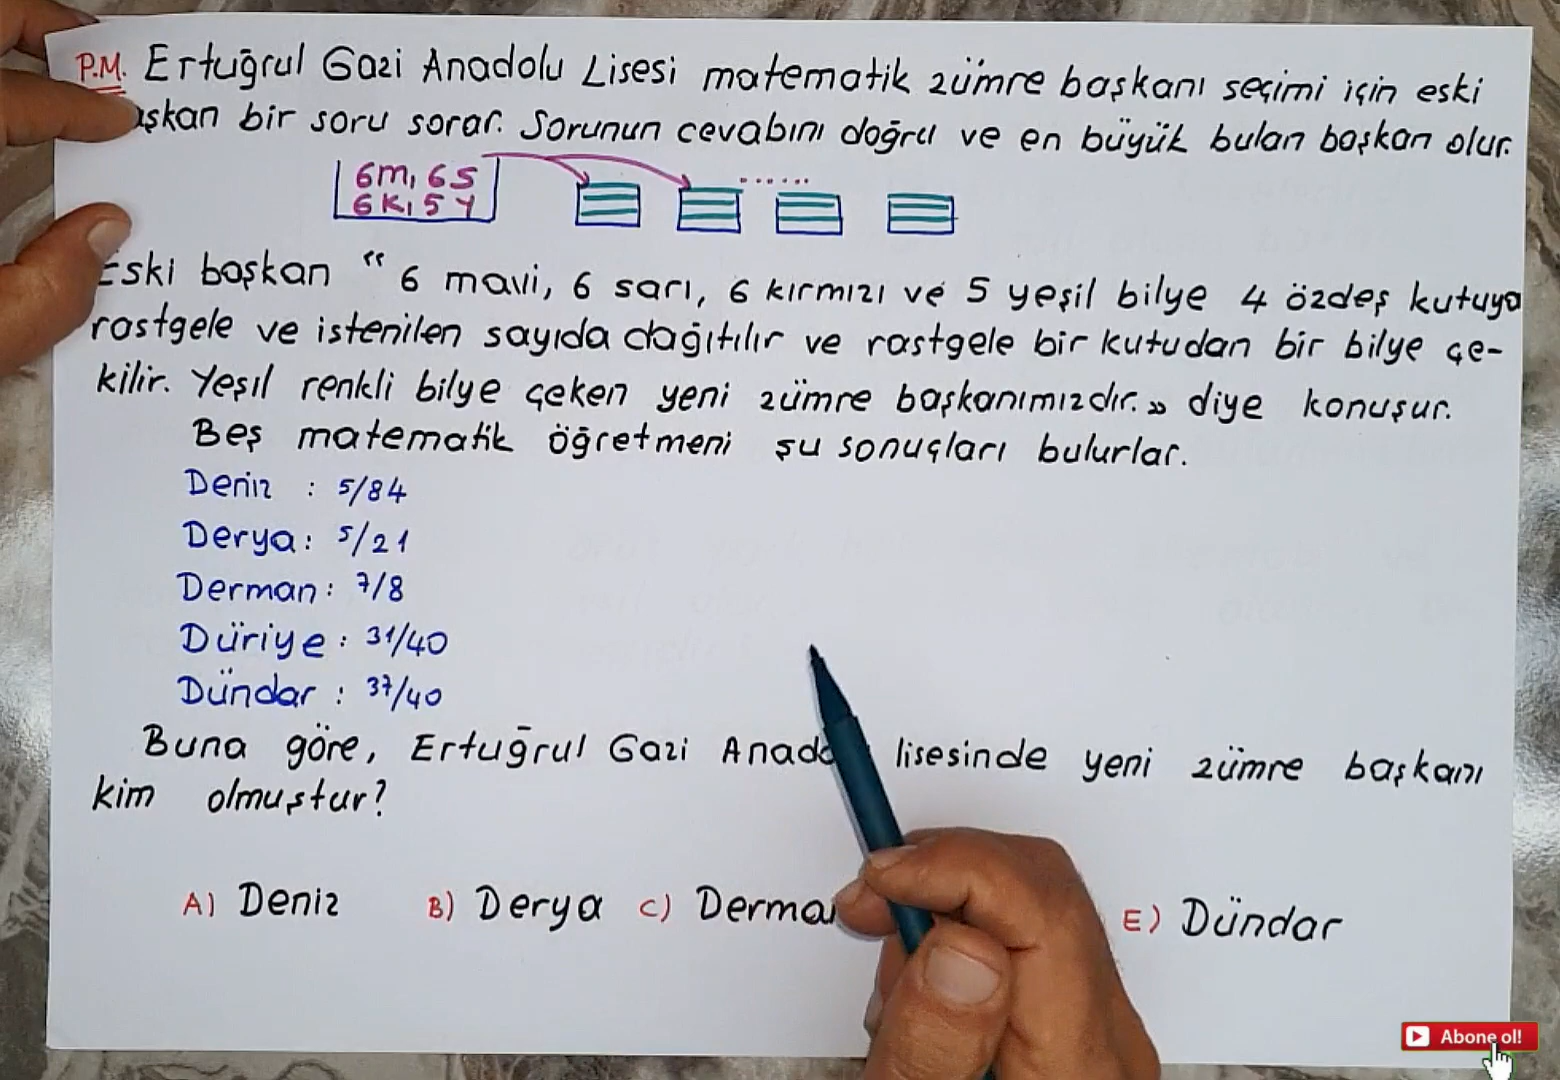 P.M. Ertuğrul Gazi Anadolu Lisesi matematik zümre başkanı seçimi için eski
aşkan bir soru sorar. Sorunun cevabını doğru ve en büyük bulan başkan olur.
6M, 6S
6K, 5Y
Eski başkan " 6 mavi, 6 sarı, 6 kırmızı ve 5 yeşil bilye 4 özdeş kutuya
rastgele ve istenilen sayıda dağıtılır ve rastgele bir kutudan bir bilye çe-
kilir. Yeşil renkli bilye çeken yeni zümre başkanımızdır. » diye konuşur.
Beş matematik öğretmeni şu sonuçları bulurlar.
Deniz : 5/84
Derya: 5/21
Derman: 7/8
Düriye: 31/40
Dündar : 37/40
Buna göre, Ertuğrul Gazi Anado lisesinde yeni zümre başkanı
kim olmuştur?
A) Deniz B) Derya C) Derma ) E) Dündar
Abone ol!